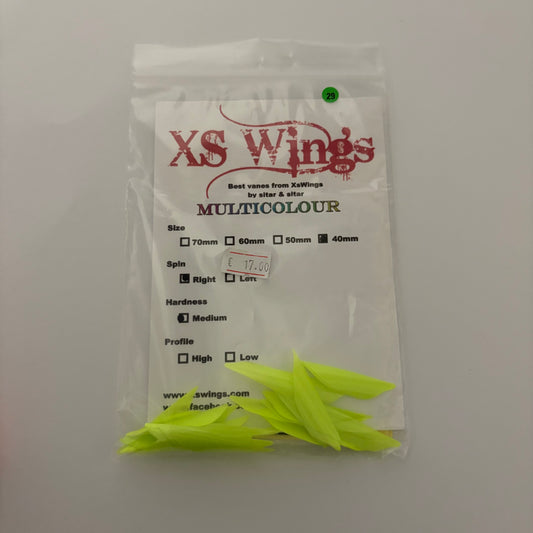 29
XS Wings
Best vanes from XsWings
by sitar & sitar
MULTICOLOUR
Size
70mm 60mm 50mm 40mm
€ 17.00
Spin
Right Left
Hardness
Medium
Profile
High Low
www.xswings.com